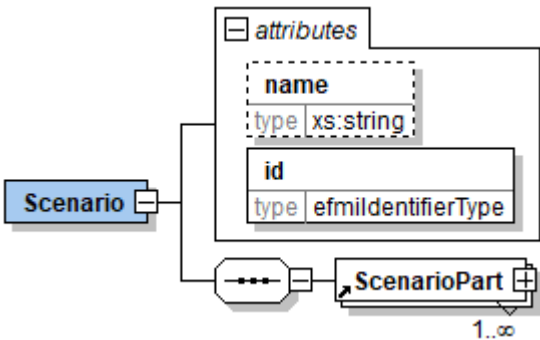 attributes
name
type xs:string
id
type efmiIdentifierType
Scenario
ScenarioPart
1..∞